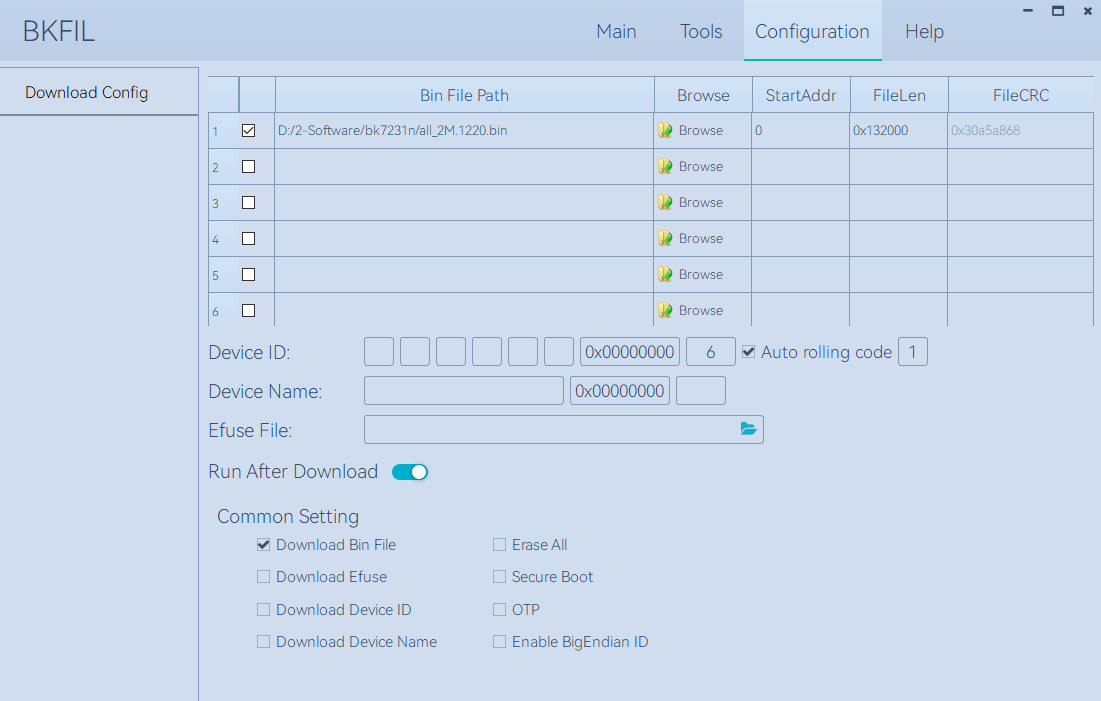 BKFIL Main Tools Configuration Help
Download Config
Bin File Path Browse StartAddr FileLen FileCRC
1 D:/2-Software/bk7231n/all_2M.1220.bin Browse 0 0x132000 0x30a5a868
2 Browse
3 Browse
4 Browse
5 Browse
6 Browse
Device ID: 0x00000000 6 Auto rolling code 1
Device Name: 0x00000000
Efuse File:
Run After Download
Common Setting
Download Bin File Erase All
Download Efuse Secure Boot
Download Device ID OTP
Download Device Name Enable BigEndian ID